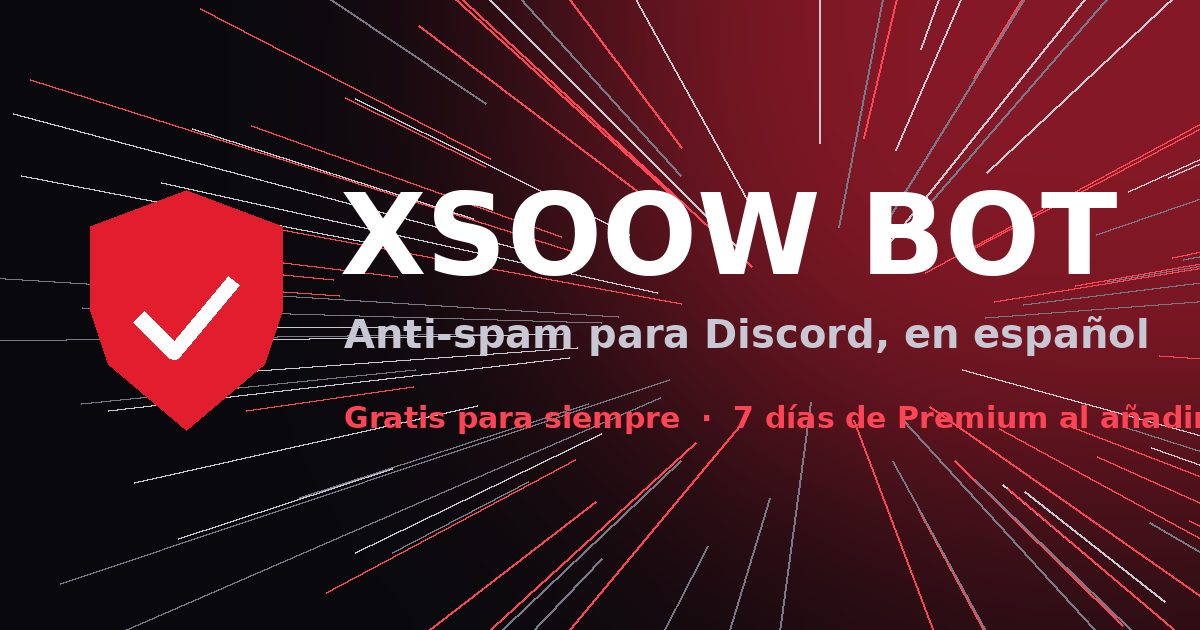 XSOOW BOT
Anti-spam para Discord, en español
Gratis para siempre · 7 días de Premium al añadir